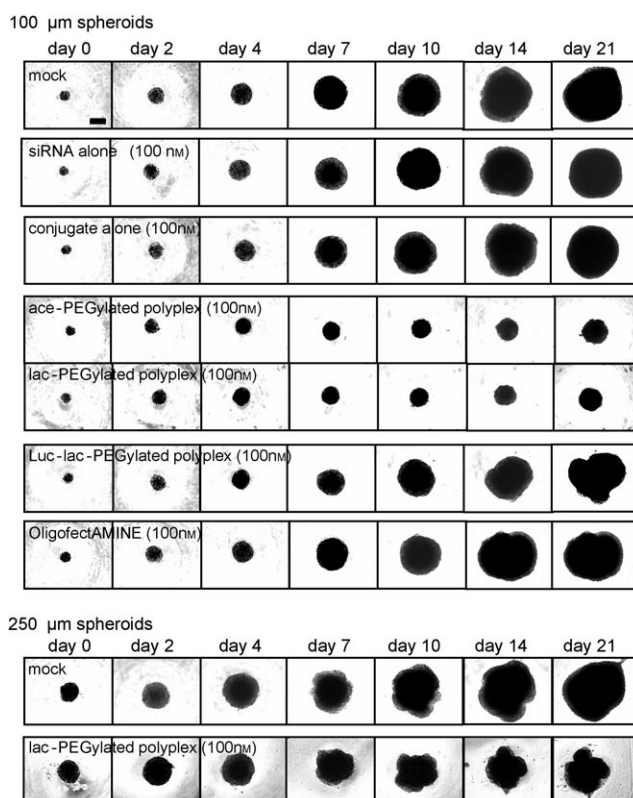 100 µm spheroids
day 0 day 2 day 4 day 7 day 10 day 14 day 21
mock
siRNA alone (100 nM)
conjugate alone (100nM)
ace-PEGylated polyplex (100nM)
lac-PEGylated polyplex (100nM)
Luc-lac-PEGylated polyplex (100nM)
OligofectAMINE (100nM)
250 µm spheroids
day 0 day 2 day 4 day 7 day 10 day 14 day 21
mock
lac-PEGylated polyplex (100nM)